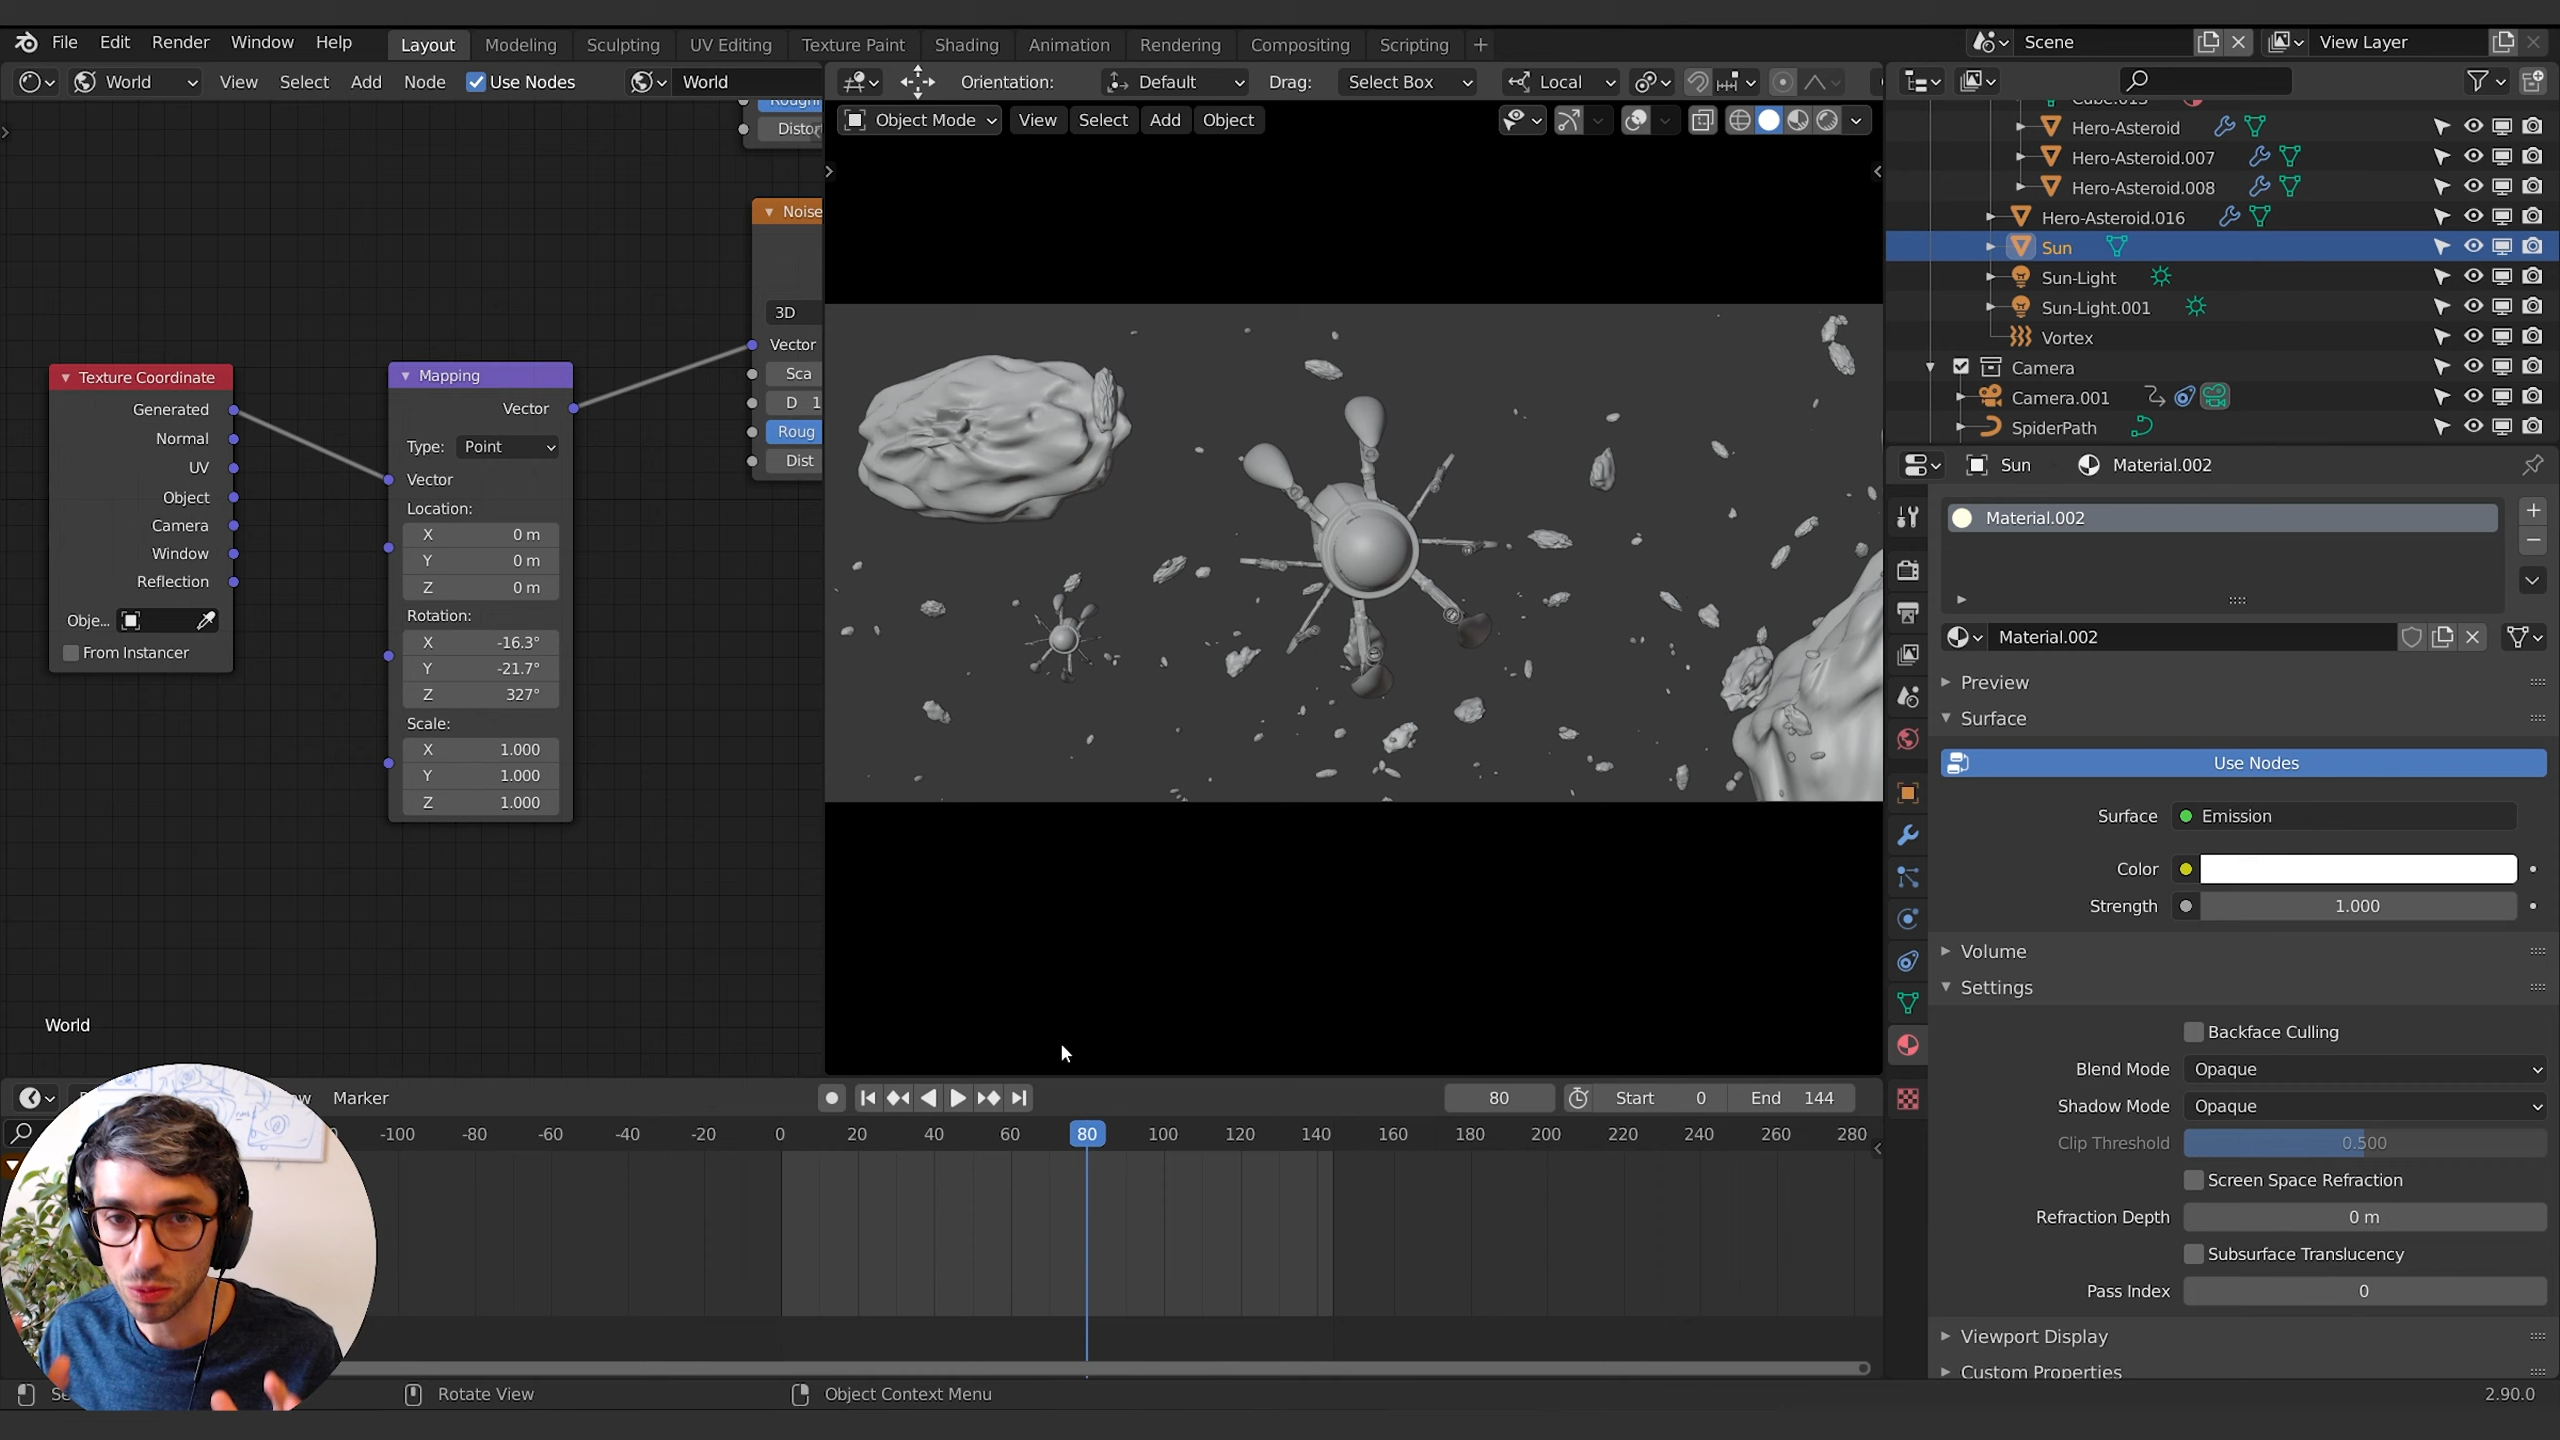 File Edit Render Window Help Layout Modeling Sculpting UV Editing Texture Paint Shading Animation Rendering Compositing Scripting + Scene View Layer
World View Select Add Node Use Nodes World
Orientation: Default Drag: Select Box Local
Object Mode View Select Add Object
Distor
Noise
3D
Vector
Sca
D 1
Roug
Dist
Texture Coordinate
Generated
Normal
UV
Object
Camera
Window
Reflection
Obje...
From Instancer
Mapping
Vector
Type: Point
Vector
Location:
X 0 m
Y 0 m
Z 0 m
Rotation:
X -16.3°
Y -21.7°
Z 327°
Scale:
X 1.000
Y 1.000
Z 1.000
World
Hero-Asteroid
Hero-Asteroid.007
Hero-Asteroid.008
Hero-Asteroid.016
Sun
Sun-Light
Sun-Light.001
Vortex
Camera
Camera.001
SpiderPath
Sun Material.002
Material.002
Material.002
Preview
Surface
Use Nodes
Surface Emission
Color
Strength 1.000
Volume
Settings
Backface Culling
Blend Mode Opaque
Shadow Mode Opaque
Clip Threshold 0.500
Screen Space Refraction
Refraction Depth 0 m
Subsurface Translucency
Pass Index 0
Viewport Display
Custom Properties
Marker 80 Start 0 End 144
-100 -80 -60 -40 -20 0 20 40 60 80 100 120 140 160 180 200 220 240 260 280
Rotate View Object Context Menu 2.90.0